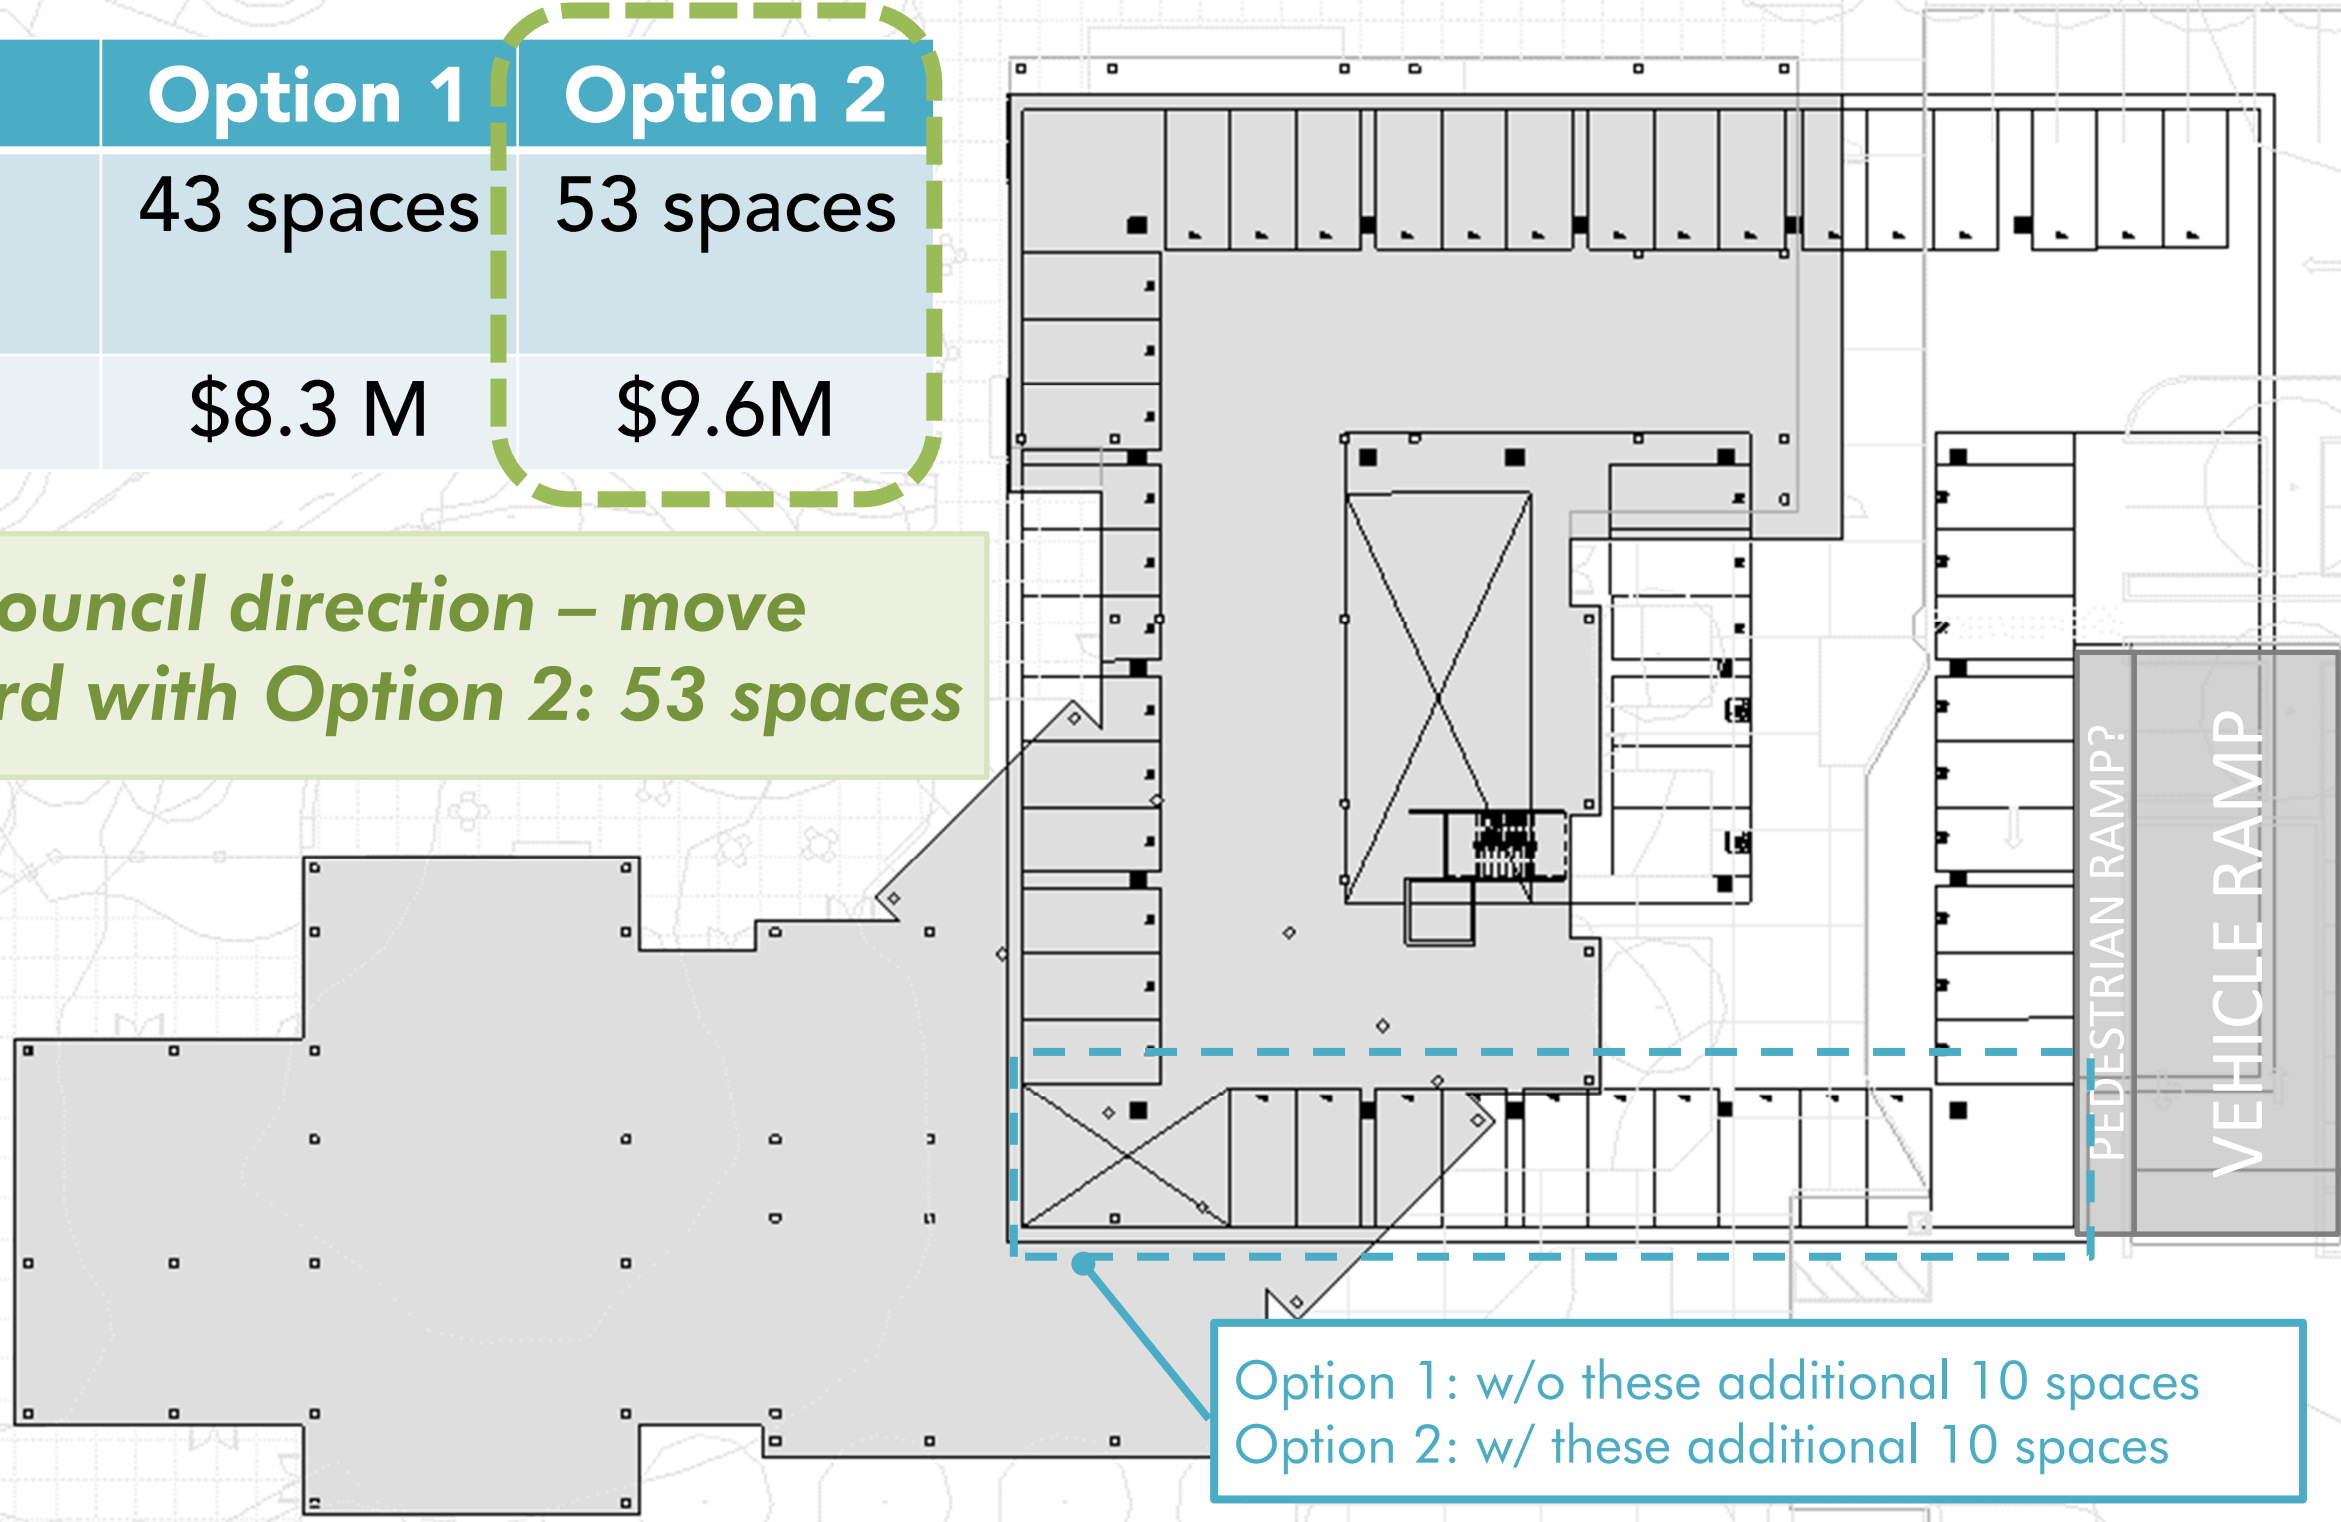 Option 1 Option 2
43 spaces 53 spaces
$8.3 M $9.6M
ouncil direction – move
rd with Option 2: 53 spaces
PEDESTRIAN RAMP?
VEHICLE RAMP
Option 1: w/o these additional 10 spaces
Option 2: w/ these additional 10 spaces